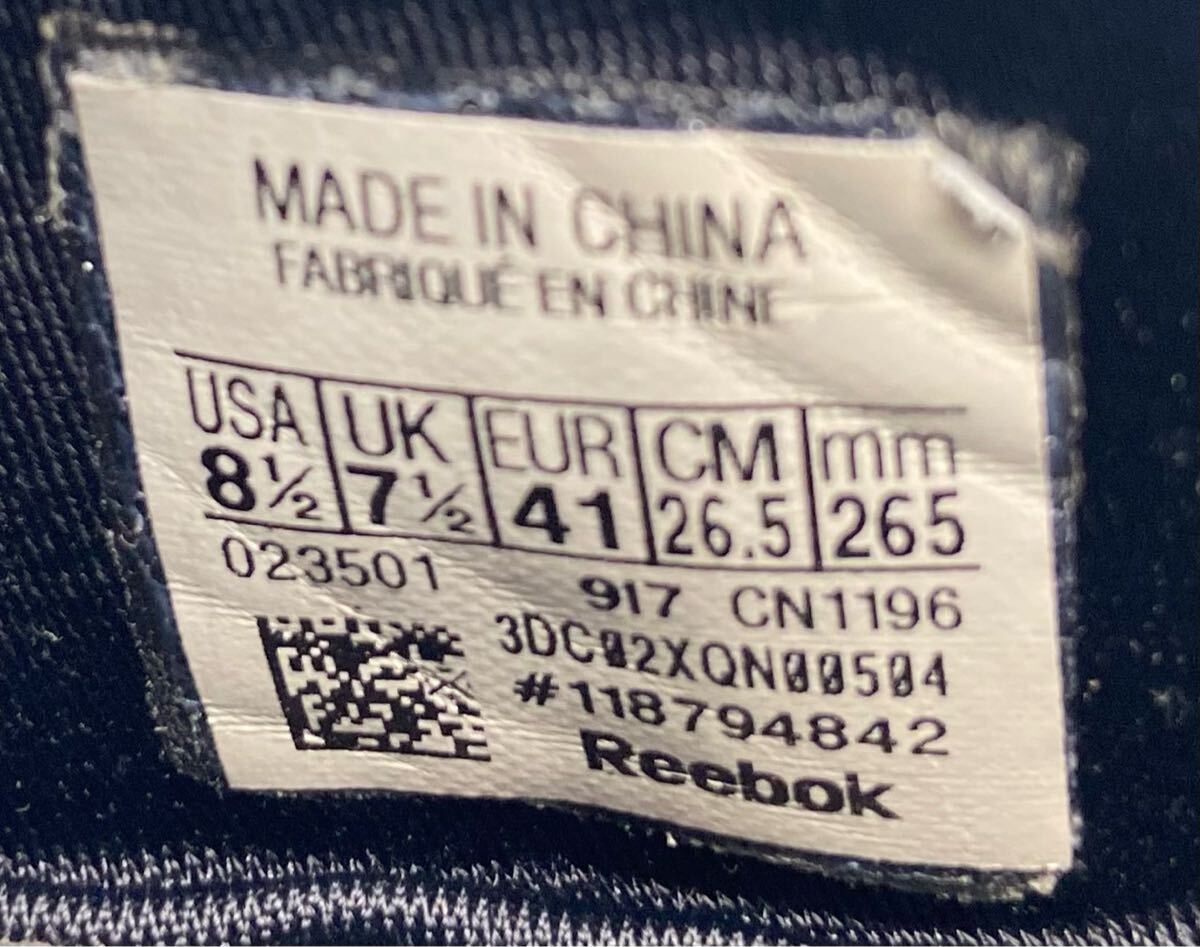 MADE IN CHINA
FABRIQUÉ EN CHINE
USA UK EUR CM mm
8½ 7½ 41 26.5 265
023501 917 CN1196
3DC02XQN00504
#118794842
Reebok